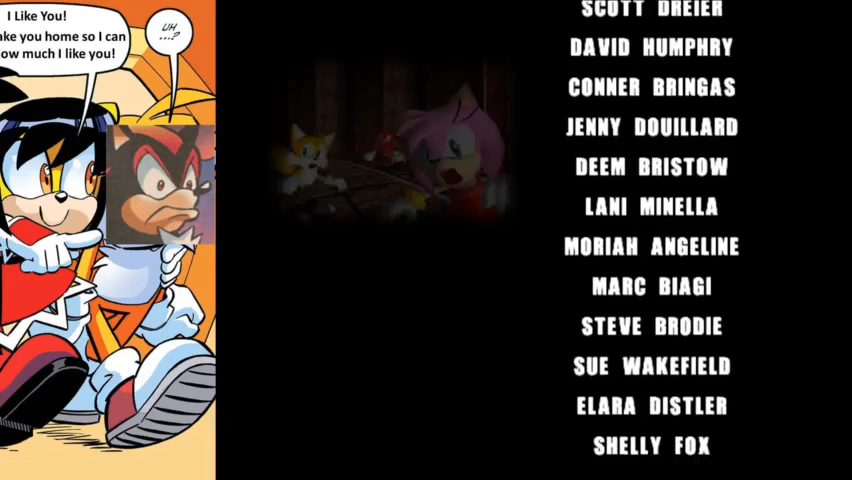 I Like You!
ake you home so I can
ow much I like you!
UH
...?
SCOTT DREIER
DAVID HUMPHRY
CONNER BRINGAS
JENNY DOUILLARD
DEEM BRISTOW
LANI MINELLA
MORIAH ANGELINE
MARC BIAGI
STEVE BRODIE
SUE WAKEFIELD
ELARA DISTLER
SHELLY FOX